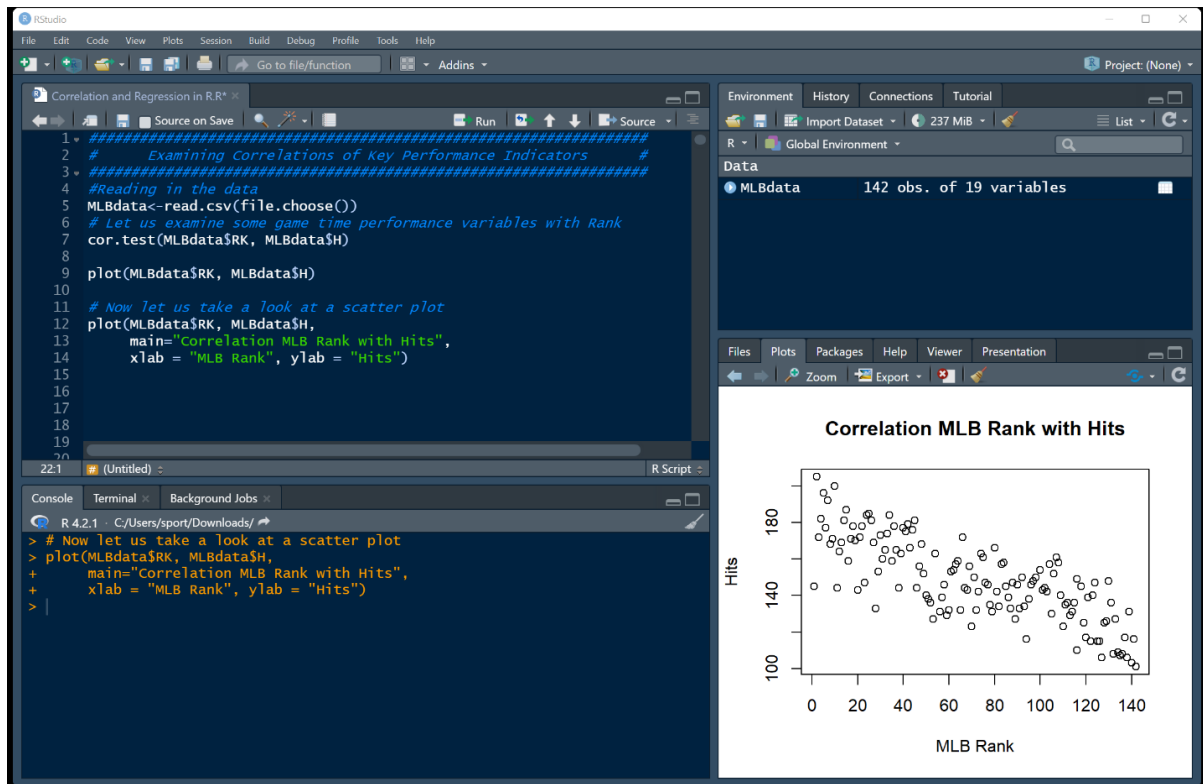 RStudio
File Edit Code View Plots Session Build Debug Profile Tools Help
Go to file/function Addins Project: (None)
Correlation and Regression in R.R*
Source on Save Run Source
1 ##################################################################
2 # Examining Correlations of Key Performance Indicators #
3 ##################################################################
4 #Reading in the data
5 MLBdata<-read.csv(file.choose())
6 # Let us examine some game time performance variables with Rank
7 cor.test(MLBdata$RK, MLBdata$H)
8
9 plot(MLBdata$RK, MLBdata$H)
10
11 # Now let us take a look at a scatter plot
12 plot(MLBdata$RK, MLBdata$H,
13 main="Correlation MLB Rank with Hits",
14 xlab = "MLB Rank", ylab = "Hits")
15
16
17
18
19
20
22:1 # (Untitled) R Script
Console Terminal Background Jobs
R 4.2.1 · C:/Users/sport/Downloads/
> # Now let us take a look at a scatter plot
> plot(MLBdata$RK, MLBdata$H,
+ main="Correlation MLB Rank with Hits",
+ xlab = "MLB Rank", ylab = "Hits")
>
Environment History Connections Tutorial
Import Dataset 237 MiB List
R Global Environment
Data
MLBdata 142 obs. of 19 variables
Files Plots Packages Help Viewer Presentation
Zoom Export
Correlation MLB Rank with Hits
Hits
180
140
100
0 20 40 60 80 100 120 140
MLB Rank